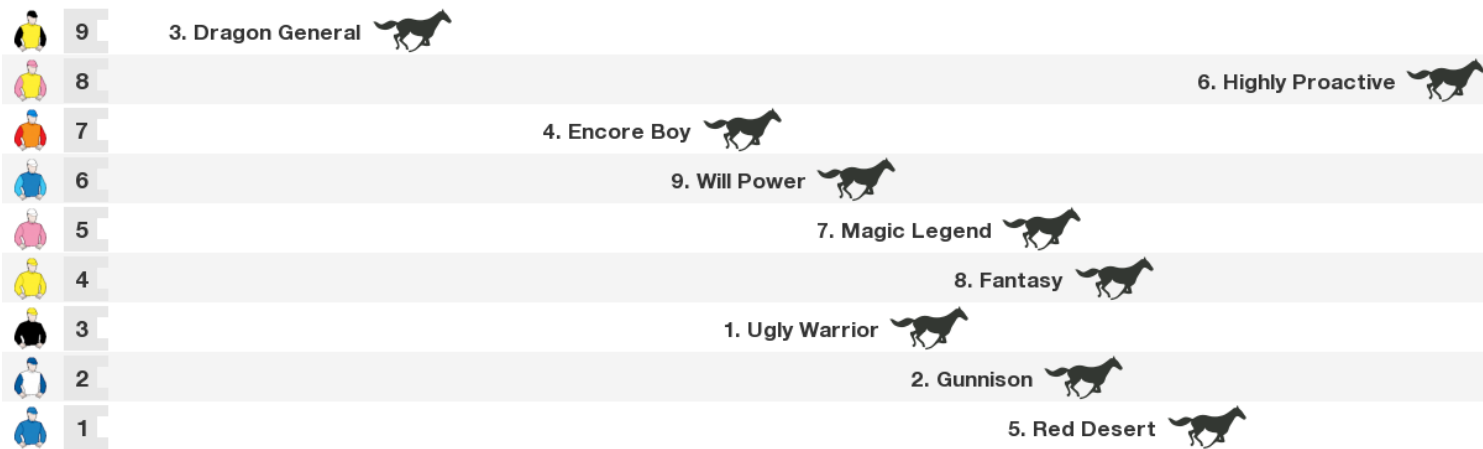 9 3. Dragon General
8 6. Highly Proactive
7 4. Encore Boy
6 9. Will Power
5 7. Magic Legend
4 8. Fantasy
3 1. Ugly Warrior
2 2. Gunnison
1 5. Red Desert